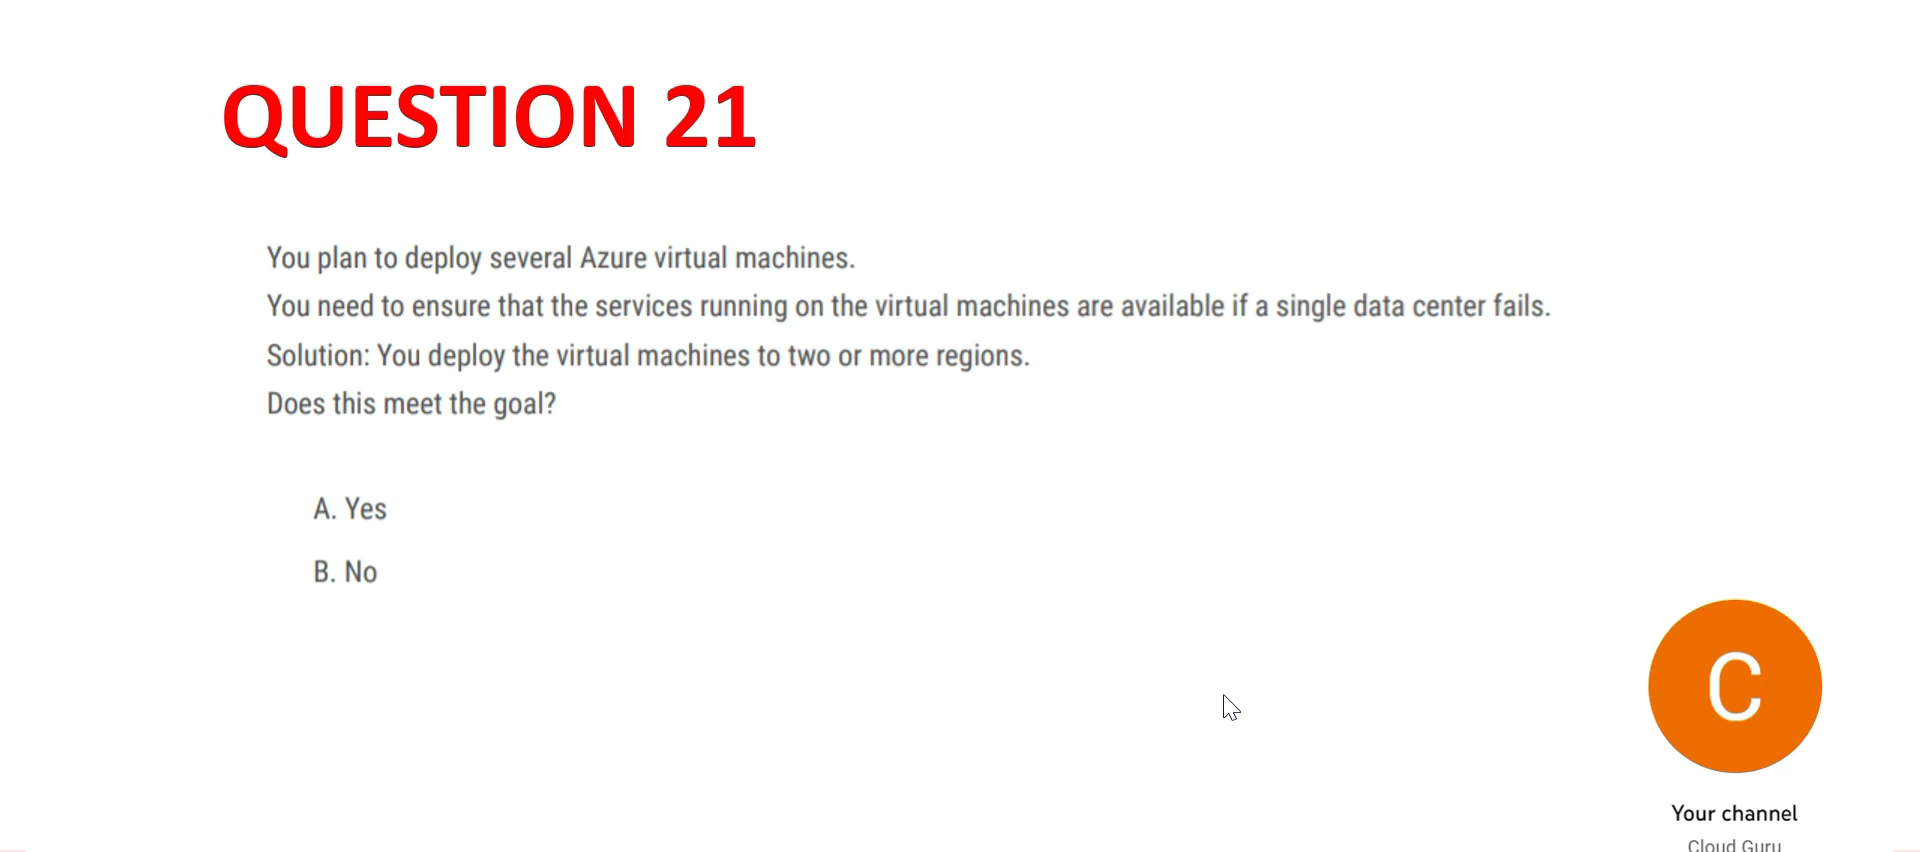 QUESTION 21
You plan to deploy several Azure virtual machines.
You need to ensure that the services running on the virtual machines are available if a single data center fails.
Solution: You deploy the virtual machines to two or more regions.
Does this meet the goal?
A. Yes
B. No
C
Your channel
Cloud Guru